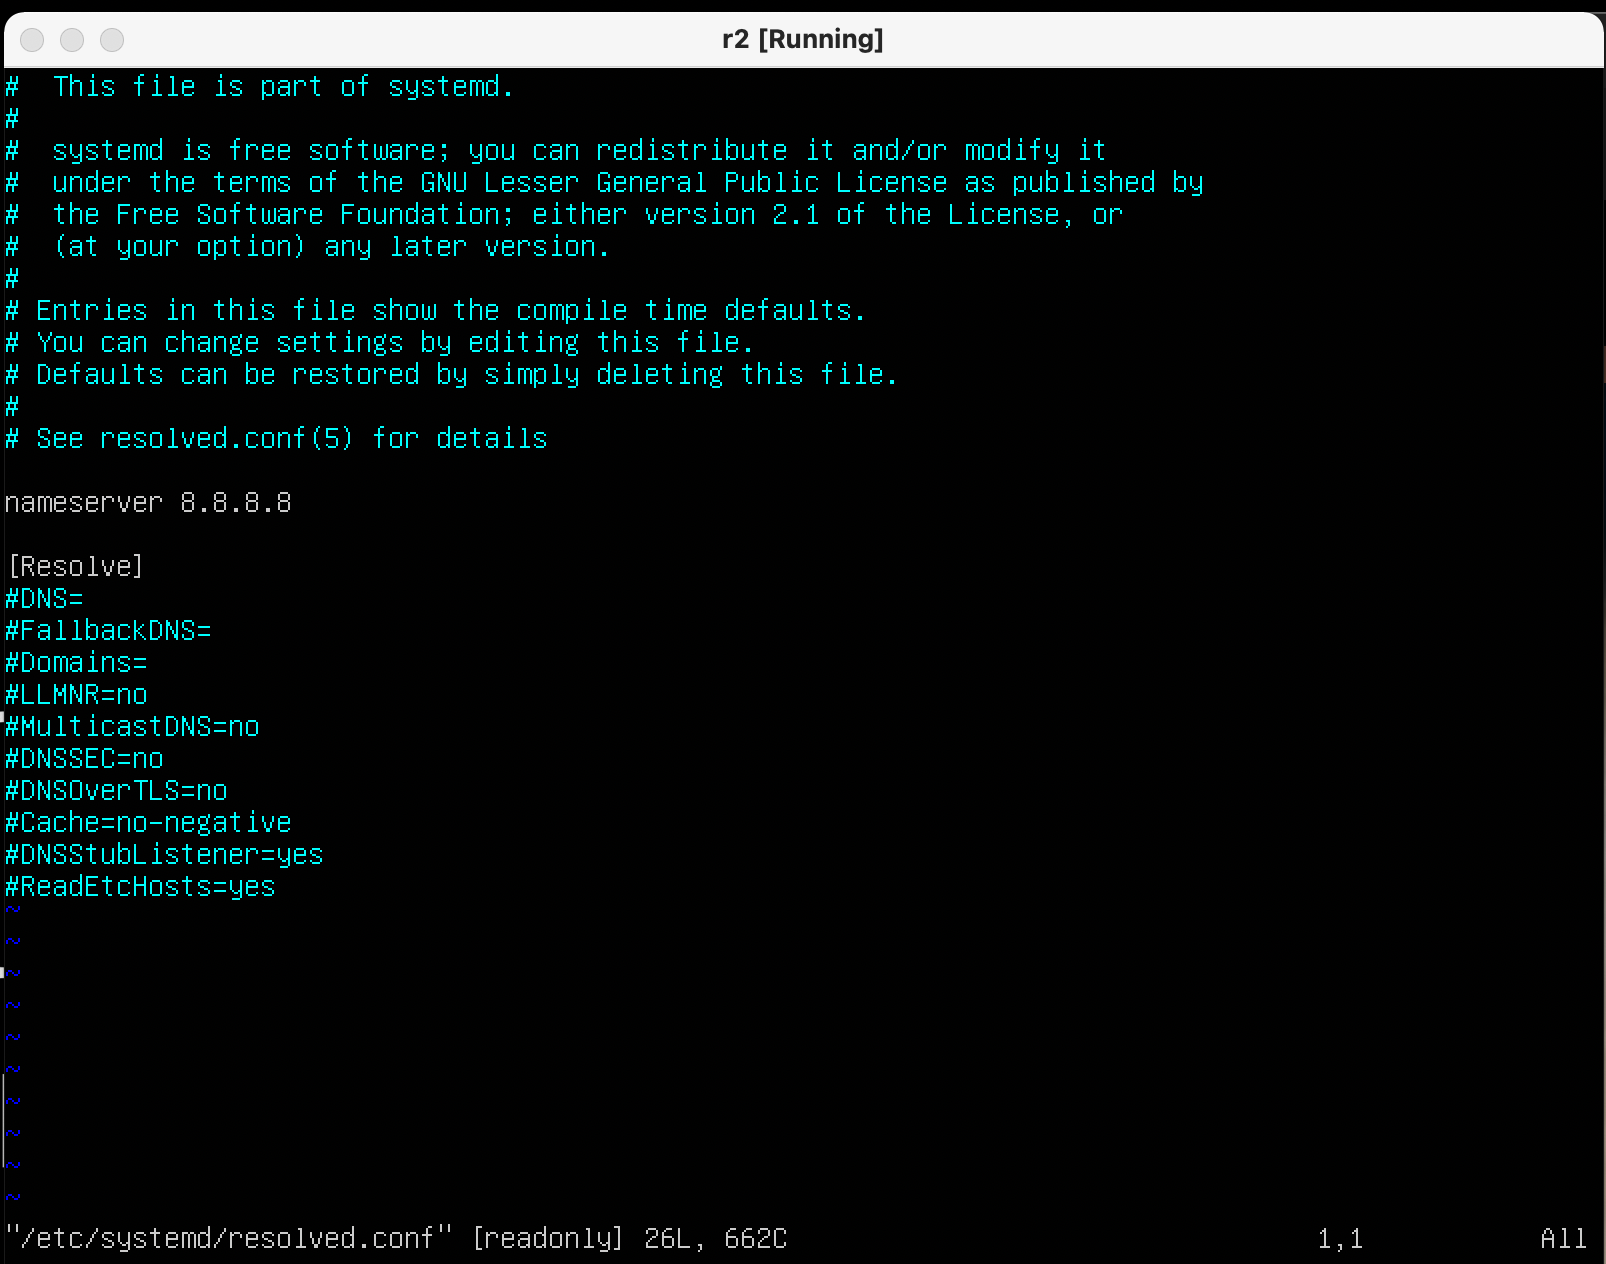 r2 [Running]
#  This file is part of systemd.
#
#  systemd is free software; you can redistribute it and/or modify it
#  under the terms of the GNU Lesser General Public License as published by
#  the Free Software Foundation; either version 2.1 of the License, or
#  (at your option) any later version.
#
# Entries in this file show the compile time defaults.
# You can change settings by editing this file.
# Defaults can be restored by simply deleting this file.
#
# See resolved.conf(5) for details
nameserver 8.8.8.8
[Resolve]
#DNS=
#FallbackDNS=
#Domains=
#LLMNR=no
#MulticastDNS=no
#DNSSEC=no
#DNSOverTLS=no
#Cache=no-negative
#DNSStubListener=yes
#ReadEtcHosts=yes
~
~
~
~
~
~
~
~
~
~
"/etc/systemd/resolved.conf" [readonly] 26L, 662C 1,1 All